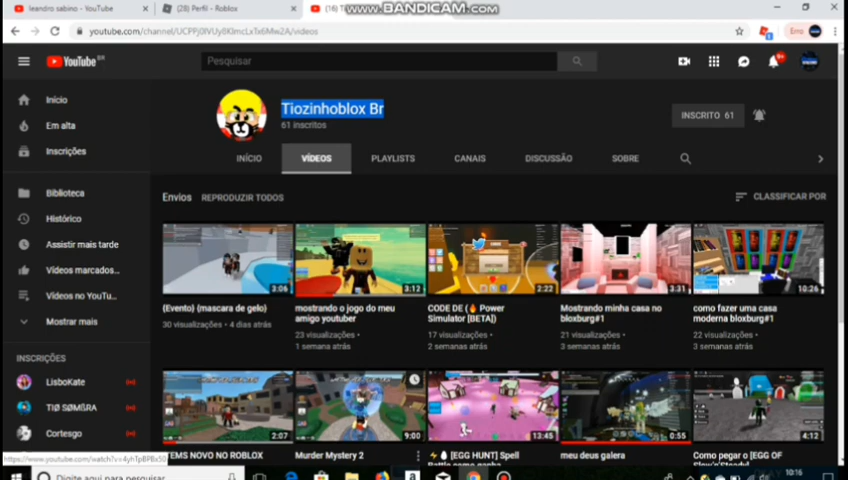 www.BANDICAM.com
leandro sabino - YouTube
(28) Perfil - Roblox
youtube.com/channel/UCPPj0IVUy8KlmcLxTx6Mw2A/videos
Erro
YouTube BR
Pesquisar
9+
Início
Em alta
Inscrições
Biblioteca
Histórico
Assistir mais tarde
Vídeos marcados...
Vídeos no YouTu...
Mostrar mais
INSCRIÇÕES
LisboKate
Cortesgo
Tiozinhoblox Br
61 inscritos
INSCRITO 61
INÍCIO VÍDEOS PLAYLISTS CANAIS DISCUSSÃO SOBRE
Envios REPRODUZIR TODOS
CLASSIFICAR POR
3:06
{Evento} {mascara de gelo}
30 visualizações • 4 dias atrás
3:12
mostrando o jogo do meu
amigo youtuber
23 visualizações •
1 semana atrás
2:22
CODE DE (🔥 Power
Simulator [BETA])
17 visualizações •
2 semanas atrás
3:31
Mostrando minha casa no
bloxburg#1
21 visualizações •
3 semanas atrás
10:26
como fazer uma casa
moderna bloxburg#1
22 visualizações •
3 semanas atrás
2:07
ITEMS NOVO NO ROBLOX
9:00
Murder Mystery 2
13:45
[EGG HUNT] Spell
0:55
meu deus galera
4:12
Como pegar o [EGG OF
Digite aqui para pesquisar
10:16